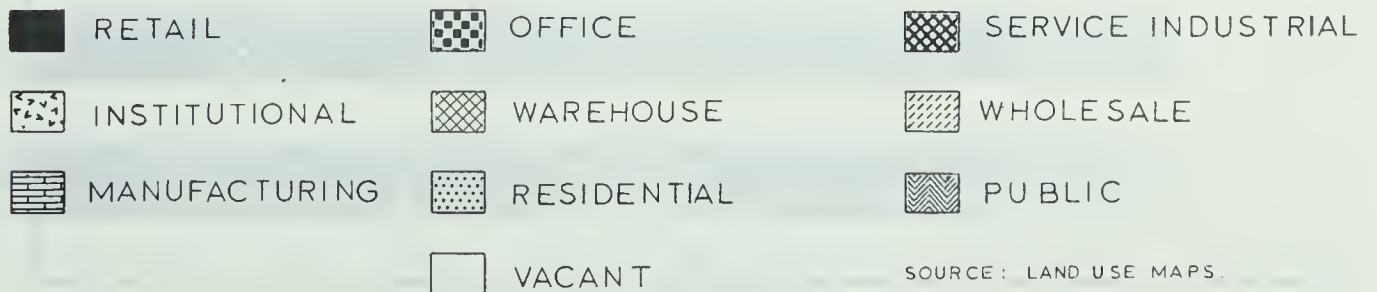 RETAIL
OFFICE
SERVICE INDUSTRIAL
INSTITUTIONAL
WAREHOUSE
WHOLESALE
MANUFACTURING
RESIDENTIAL
PUBLIC
VACANT
SOURCE: LAND USE MAPS.